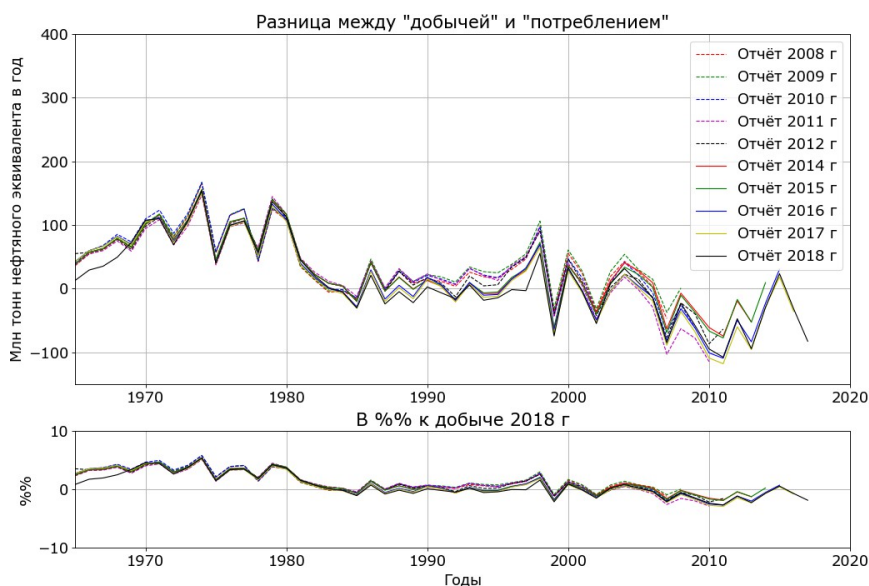 Разница между "добычей" и "потреблением"
Млн тонн нефтяного эквивалента в год
400
300
200
100
0
−100
Отчёт 2008 г
Отчёт 2009 г
Отчёт 2010 г
Отчёт 2011 г
Отчёт 2012 г
Отчёт 2014 г
Отчёт 2015 г
Отчёт 2016 г
Отчёт 2017 г
Отчёт 2018 г
1970 1980 1990 2000 2010 2020
В %% к добыче 2018 г
%%
10
0
−10
1970 1980 1990 2000 2010 2020
Годы